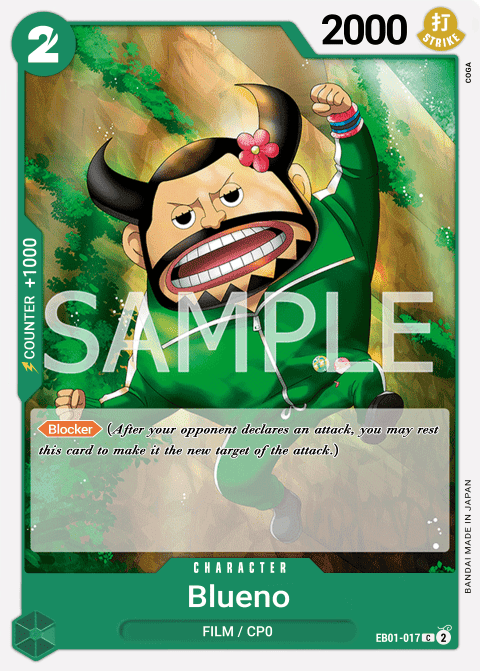 2
2000
打
STRIKE
COGA
COUNTER +1000
SAMPLE
Blocker (After your opponent declares an attack, you may rest
this card to make it the new target of the attack.)
BANDAI MADE IN JAPAN
CHARACTER
Blueno
FILM / CP0
EB01-017 C 2